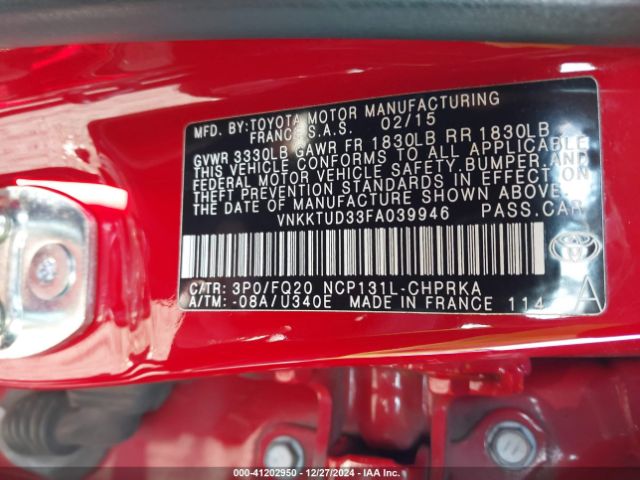 MFD. BY:TOYOTA MOTOR MANUFACTURING
FRANCE S.A.S. 02/15
GVWR 3330LB GAWR FR 1830LB RR 1830LB
THIS VEHICLE CONFORMS TO ALL APPLICABLE
FEDERAL MOTOR VEHICLE SAFETY,BUMPER,AND
THEFT PREVENTION STANDARDS IN EFFECT ON
THE DATE OF MANUFACTURE SHOWN ABOVE.
VNKKTUD33FA039946 PASS.CAR
C/TR: 3P0/FQ20 NCP131L-CHPRKA
A/TM: -08A/U340E MADE IN FRANCE 114
A
000-41202950 - 12/27/2024 - IAA Inc.